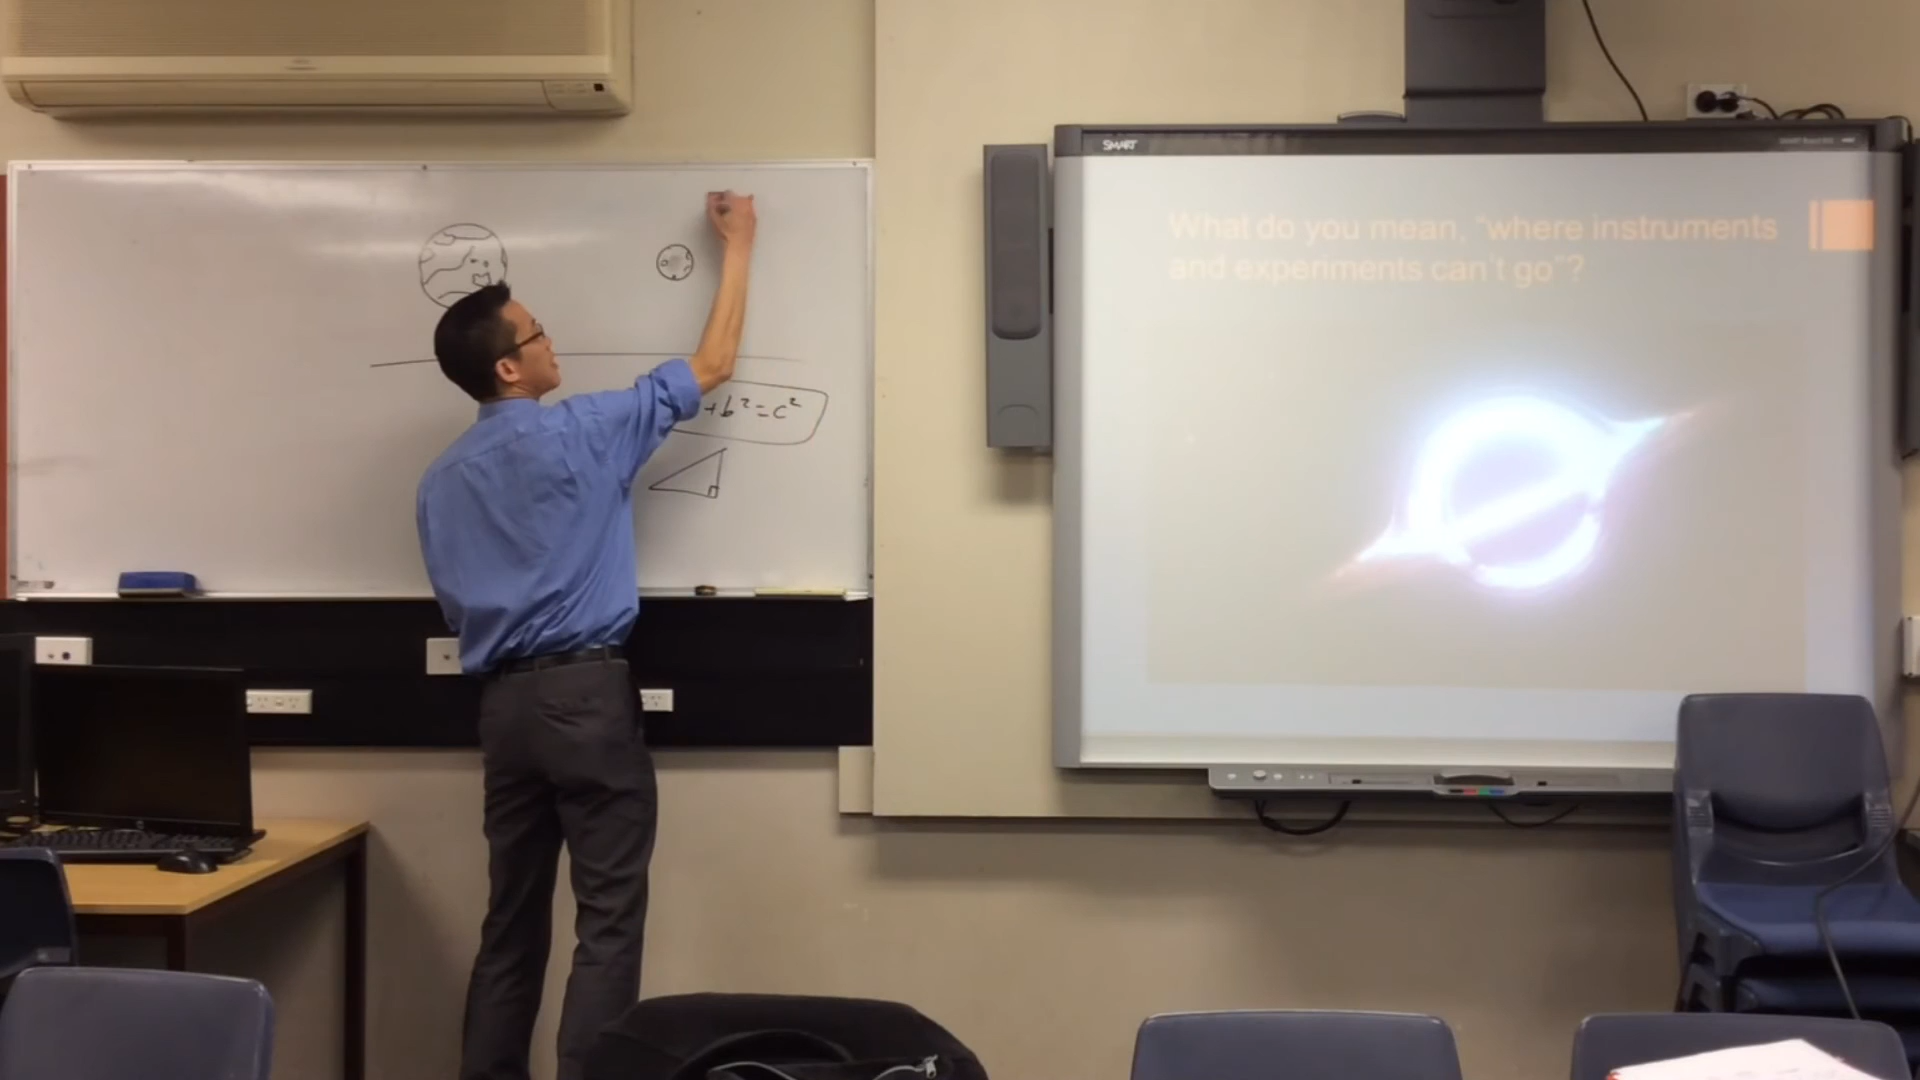 +b²=c²
SMART
What do you mean, "where instruments
and experiments can't go"?